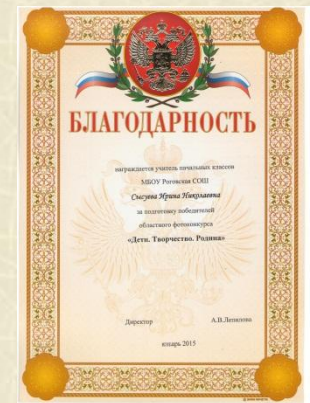 БЛАГОДАРНОСТЬ
награждается учитель начальных классов
МБОУ Роговская СОШ
Сысуева Ирина Николаевна
за подготовку победителей
областного фотоконкурса
«Дети. Творчество. Родина»
Директор А.В.
январь 2015